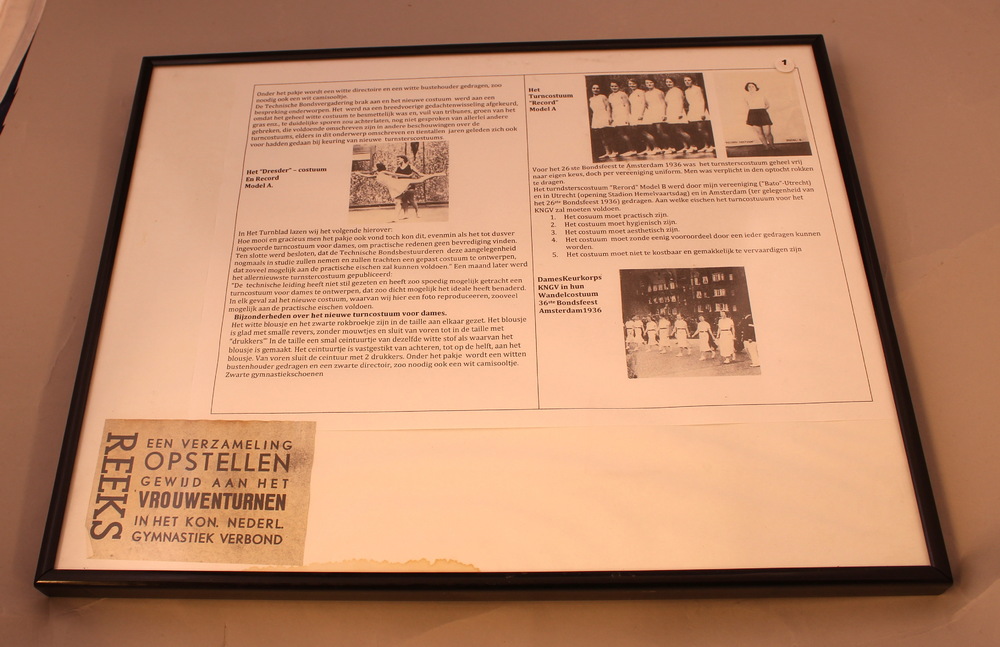 1
Onder het pakje wordt een witte directoire en een witte bustehouder gedragen, zoo
noodig ook een wit camisooltje.
De Technische Bondsvergadering brak aan en het nieuwe costuum werd aan een
bespreking onderworpen. Het werd na een breedvoerige gedachtenwisseling afgekeurd,
omdat het geheel witte costuum te besmettelijk was en, vuil van tribunes, groen van het
gras enz., te duidelijke sporen zou achterlaten, nog niet gesproken van allerlei andere
gebreken, die voldoende omschreven zijn in andere beschouwingen over de
turncostuums, elders in dit onderwerp omschreven en tientallen jaren geleden zich ook
voor hadden gedaan bij keuring van nieuwe turnsterscostuums
Het "Dresder" – costuum
En Record
Model A.
In Het Turnblad lazen wij het volgende hierover:
Hoe mooi en gracieus men het pakje ook vond toch kon dit, evenmin als het tot dusver
ingevoerde turncostuum voor dames, om practische redenen geen bevrediging vinden.
Ten slotte werd besloten, dat de Technische Bondsbestuurderen deze aangelegenheid
nogmaals in studie zullen nemen en zullen trachten een gepast costuum te ontwerpen,
dat zoveel mogelijk aan de practische eischen zal kunnen voldoen." Een maand later werd
het allernieuwste turnsterscostuum gepubliceerd:
"De technische leiding heeft niet stil gezeten en heeft zoo spoedig mogelijk getracht een
turncostuum voor dames te ontwerpen, dat zoo dicht mogelijk het ideale heeft benaderd.
In elk geval zal het nieuwe costuum, waarvan wij hier een foto reproduceeren, zooveel
mogelijk aan de practische eischen voldoen.
Bijzonderheden over het nieuwe turncostuum voor dames.
Het witte blousje en het zwarte rokbroekje zijn in de taille aan elkaar gezet. Het blousje
is glad met smalle revers, zonder mouwtjes en sluit van voren tot in de taille met
"drukkers" In de taille een smal ceintuurtje van dezelfde witte stof als waarvan het
blousje is gemaakt. Het ceintuurtje is vastgestikt van achteren, tot op de helft, aan het
blousje. Van voren sluit de ceintuur met 2 drukkers. Onder het pakje wordt een witten
bustenhouder gedragen en een zwarte directoir, zoo noodig ook een wit camisooltje.
Zwarte gymnastiekschoenen
Het
Turncostuum
"Record"
Model A
Voor het 26 ste Bondsfeest te Amsterdam 1936 was het turnsterscostuum geheel vrij
naar eigen keus, doch per vereeniging uniform. Men was verplicht in den optocht rokken
te dragen.
Het turndsterscostuum "Rerord" Model B werd door mijn vereeniging ("Bato"-Utrecht)
en in Utrecht (opening Stadion Hemelvaartsdag) en in Amsterdam (ter gelegenheid van
het 26ste Bondsfeest 1936) gedragen. Aan welke eischen het turncostuuum voor het
KNGV zal moeten voldoen.
1. Het cosuum moet practisch zijn.
2. Het costuum moet hygienisch zijn.
3. Het costuum moet aesthetisch zijn.
4. Het costuum moet zonde eenig vooroordeel door een ieder gedragen kunnen
worden.
5. Het costuum moet niet te kostbaar en gemakkelijk te vervaardigen zijn
DamesKeurkorps
KNGV in hun
Wandelcostuum
36ste Bondsfeest
Amsterdam1936
REEKS
EEN VERZAMELING
OPSTELLEN
GEWIJD AAN HET
VROUWENTURNEN
IN HET KON. NEDERL.
GYMNASTIEK VERBOND